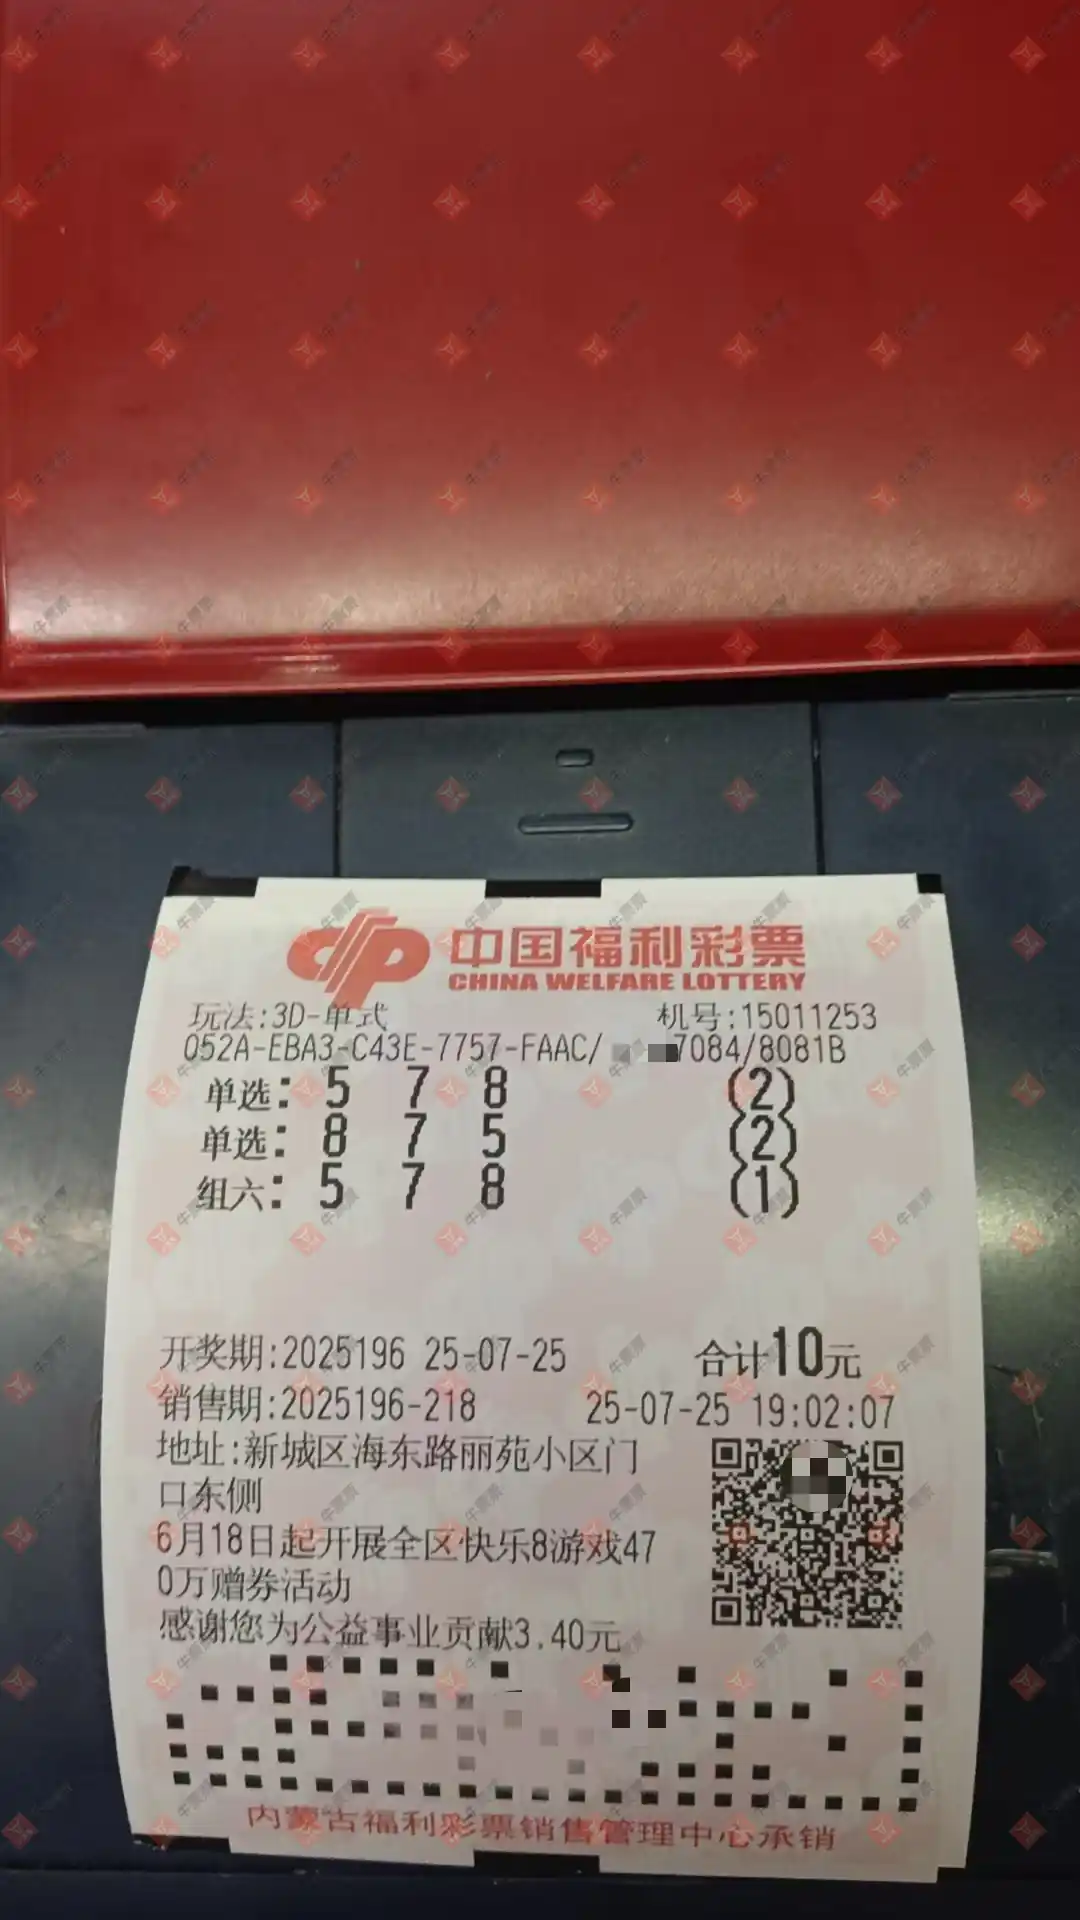 中国福利彩票
CHINA WELFARE LOTTERY
玩法:3D-单式 机号:15011253
052A-EBA3-C43E-7757-FAAC/ 7084/8081B
单选: 5 7 8 (2)
单选: 8 7 5 (2)
组六: 5 7 8 (1)
开奖期:2025196 25-07-25 合计10元
销售期:2025196-218 25-07-25 19:02:07
地址:新城区海东路丽苑小区门
口东侧
6月18日起开展全区快乐8游戏47
0万赠券活动
感谢您为公益事业贡献3.40元
内蒙古福利彩票销售管理中心承销